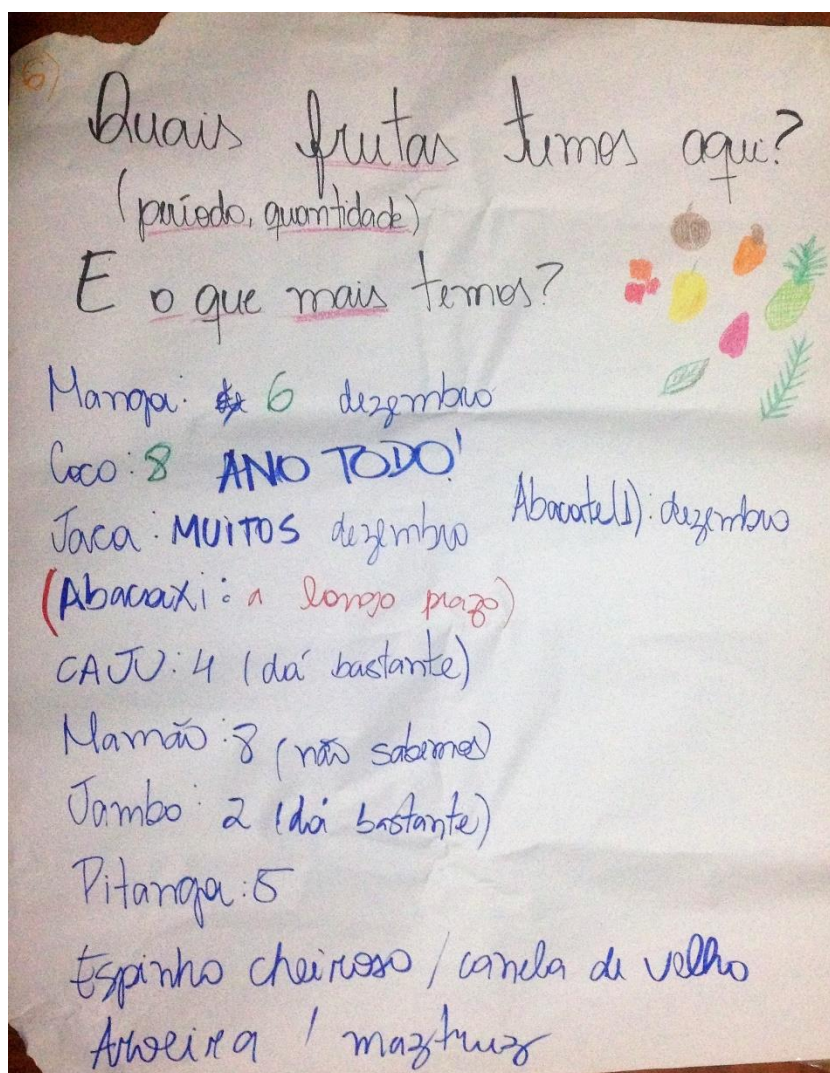 6)
Quais frutas temos aqui?
(período, quantidade)
E o que mais temos?
Manga: 6 dezembro
Coco: 8 ANO TODO!
Jaca: MUITOS dezembro
Abacate(1): dezembro
(Abacaxi: a longo prazo)
CAJU: 4 (dá bastante)
Mamão: 8 (não sabemos)
Jambo: 2 (dá bastante)
Pitanga: 5
Espinho cheiroso / canela de velho
Aroeira / maztruz